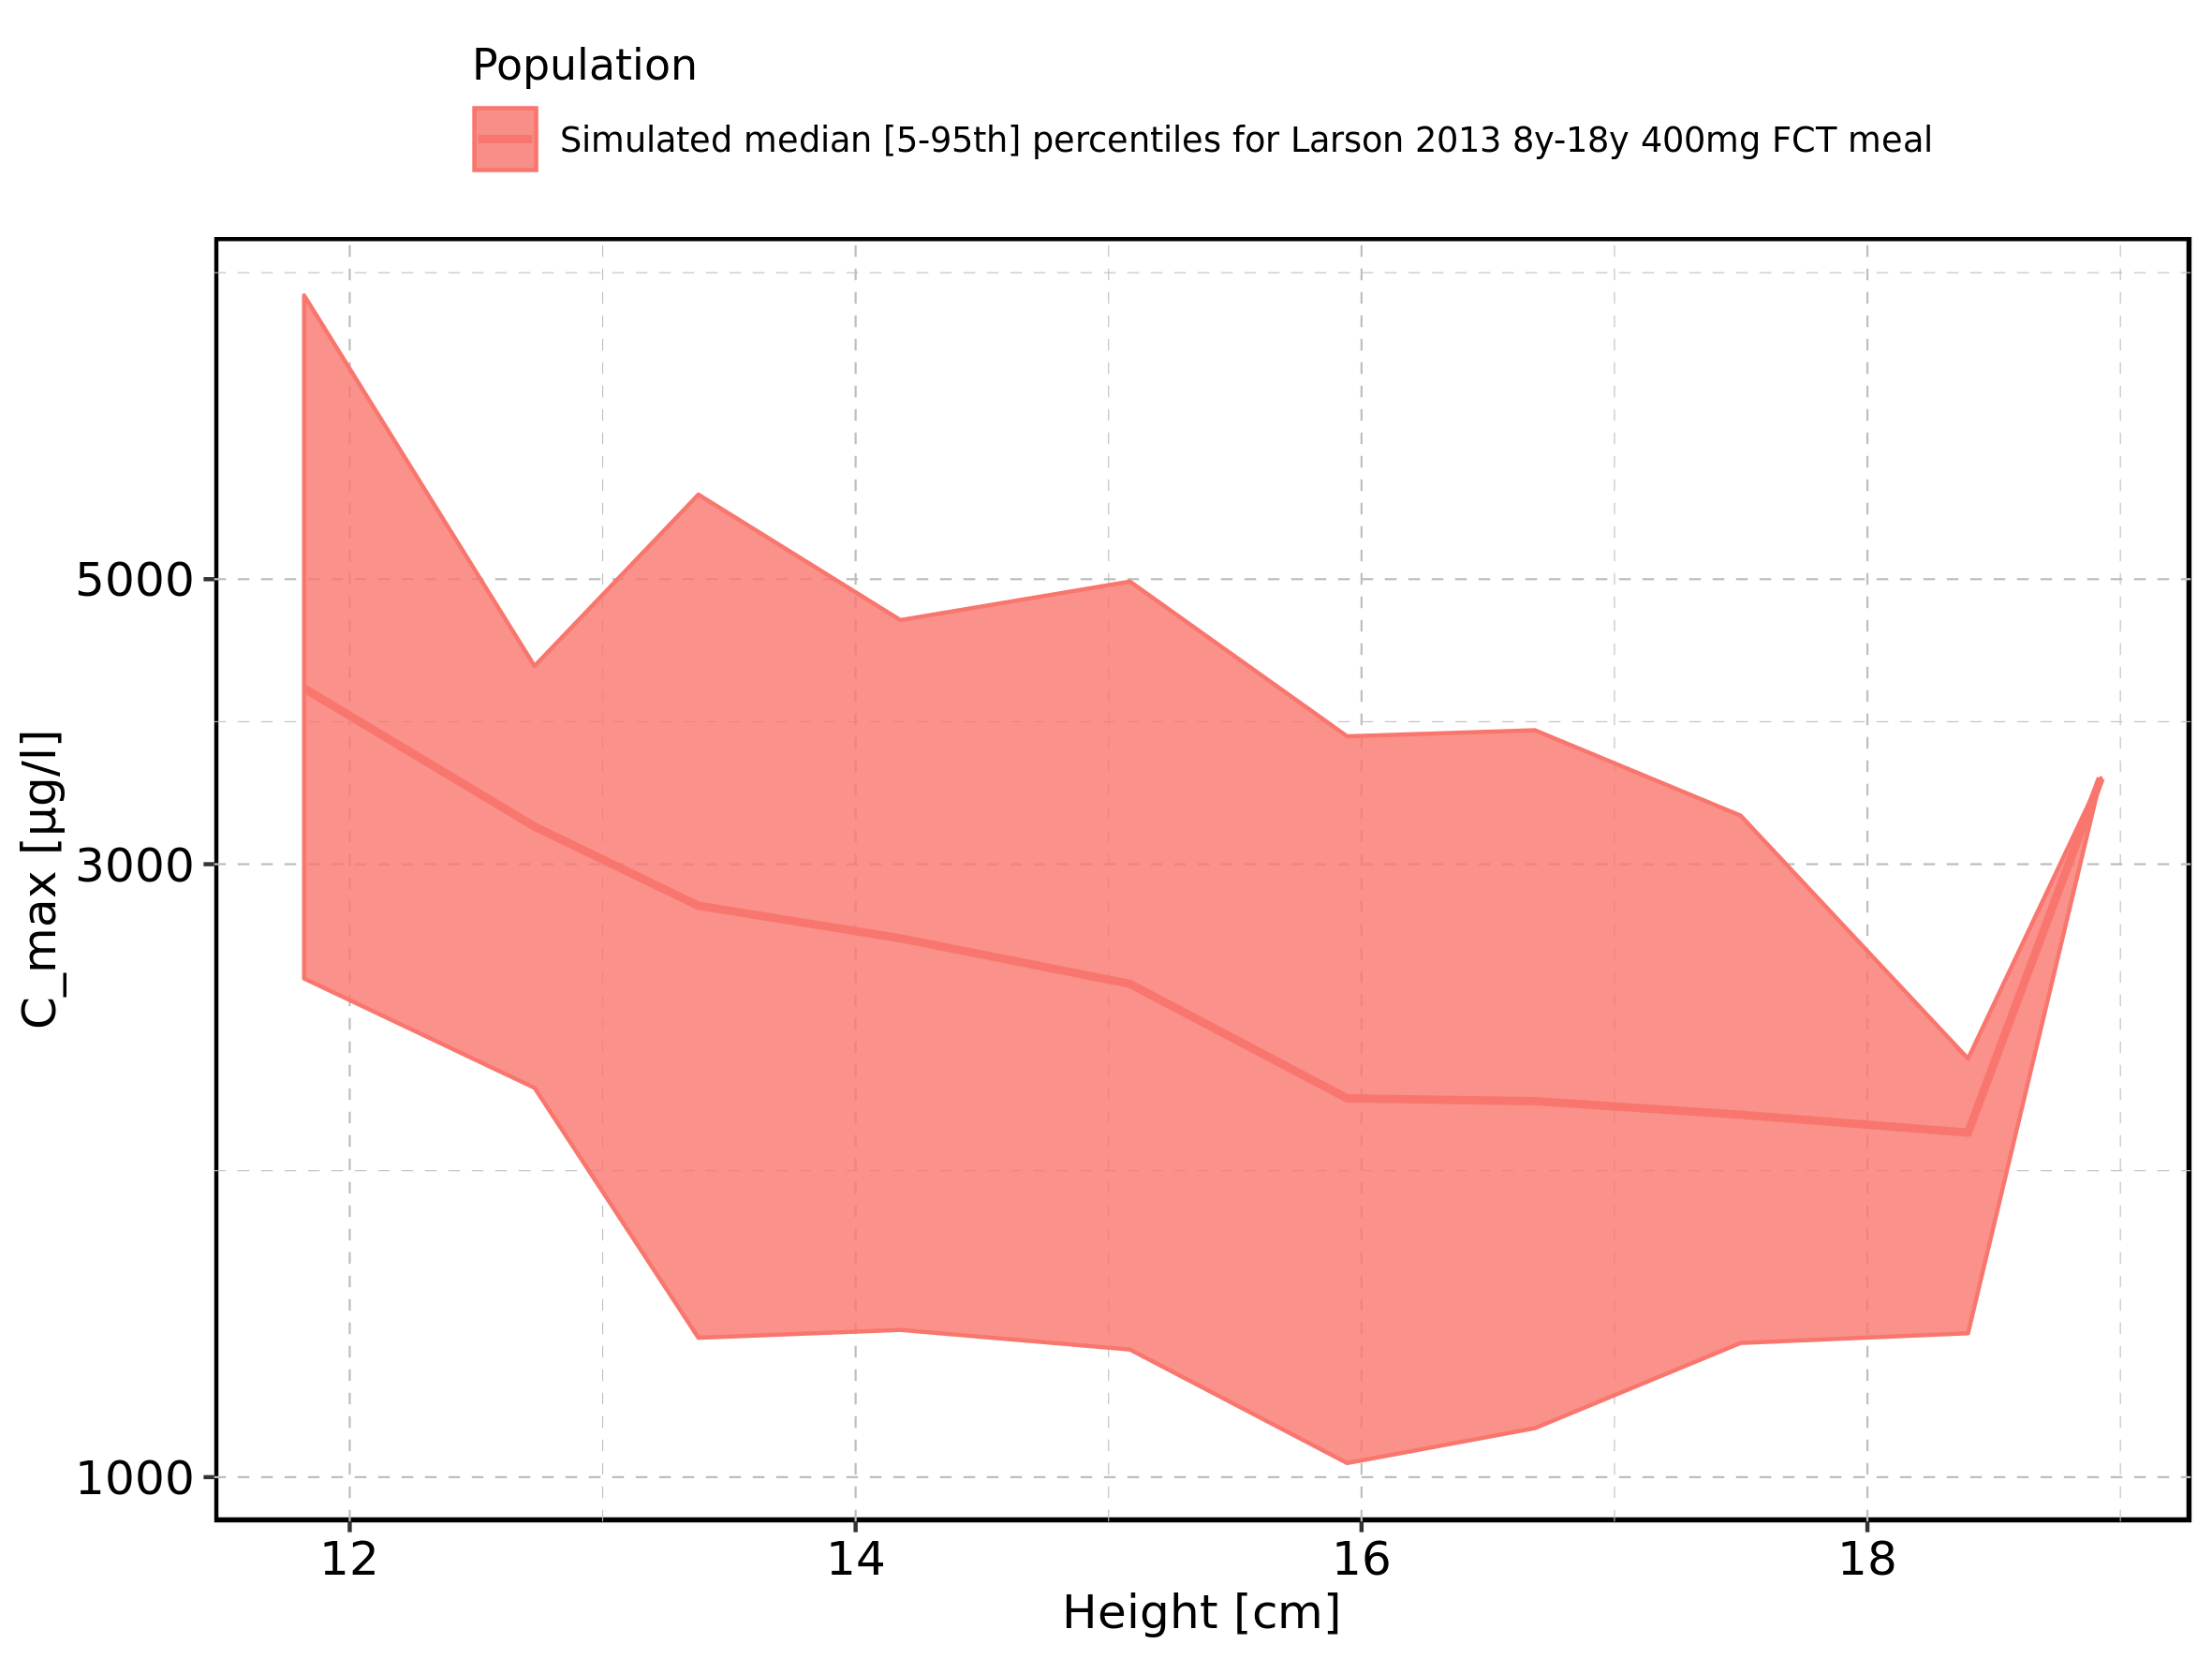 Population
Simulated median [5-95th] percentiles for Larson 2013 8y-18y 400mg FCT meal
C_max [µg/l]
5000
3000
1000
12 14 16 18
Height [cm]